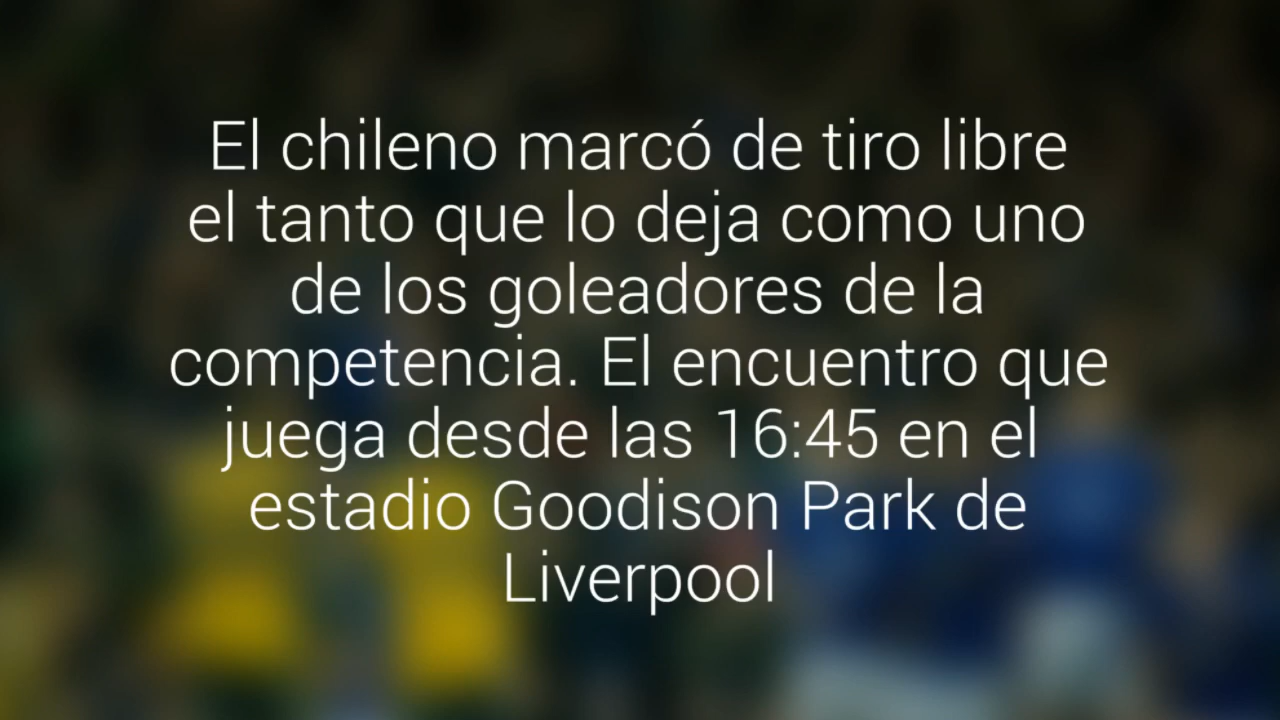 El chileno marcó de tiro libre
el tanto que lo deja como uno
de los goleadores de la
competencia. El encuentro que
juega desde las 16:45 en el
estadio Goodison Park de
Liverpool